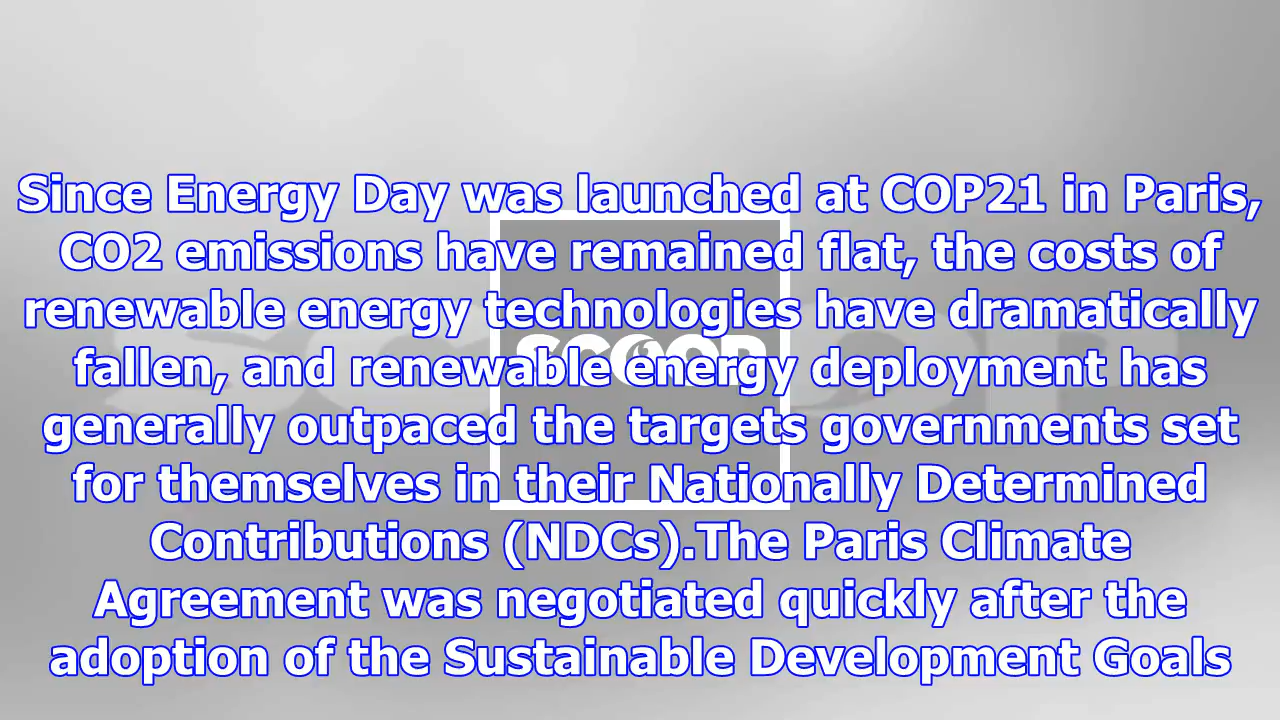 Since Energy Day was launched at COP21 in Paris,
CO2 emissions have remained flat, the costs of
renewable energy technologies have dramatically
fallen, and renewable energy deployment has
generally outpaced the targets governments set
for themselves in their Nationally Determined
Contributions (NDCs).The Paris Climate
Agreement was negotiated quickly after the
adoption of the Sustainable Development Goals
SCOOP